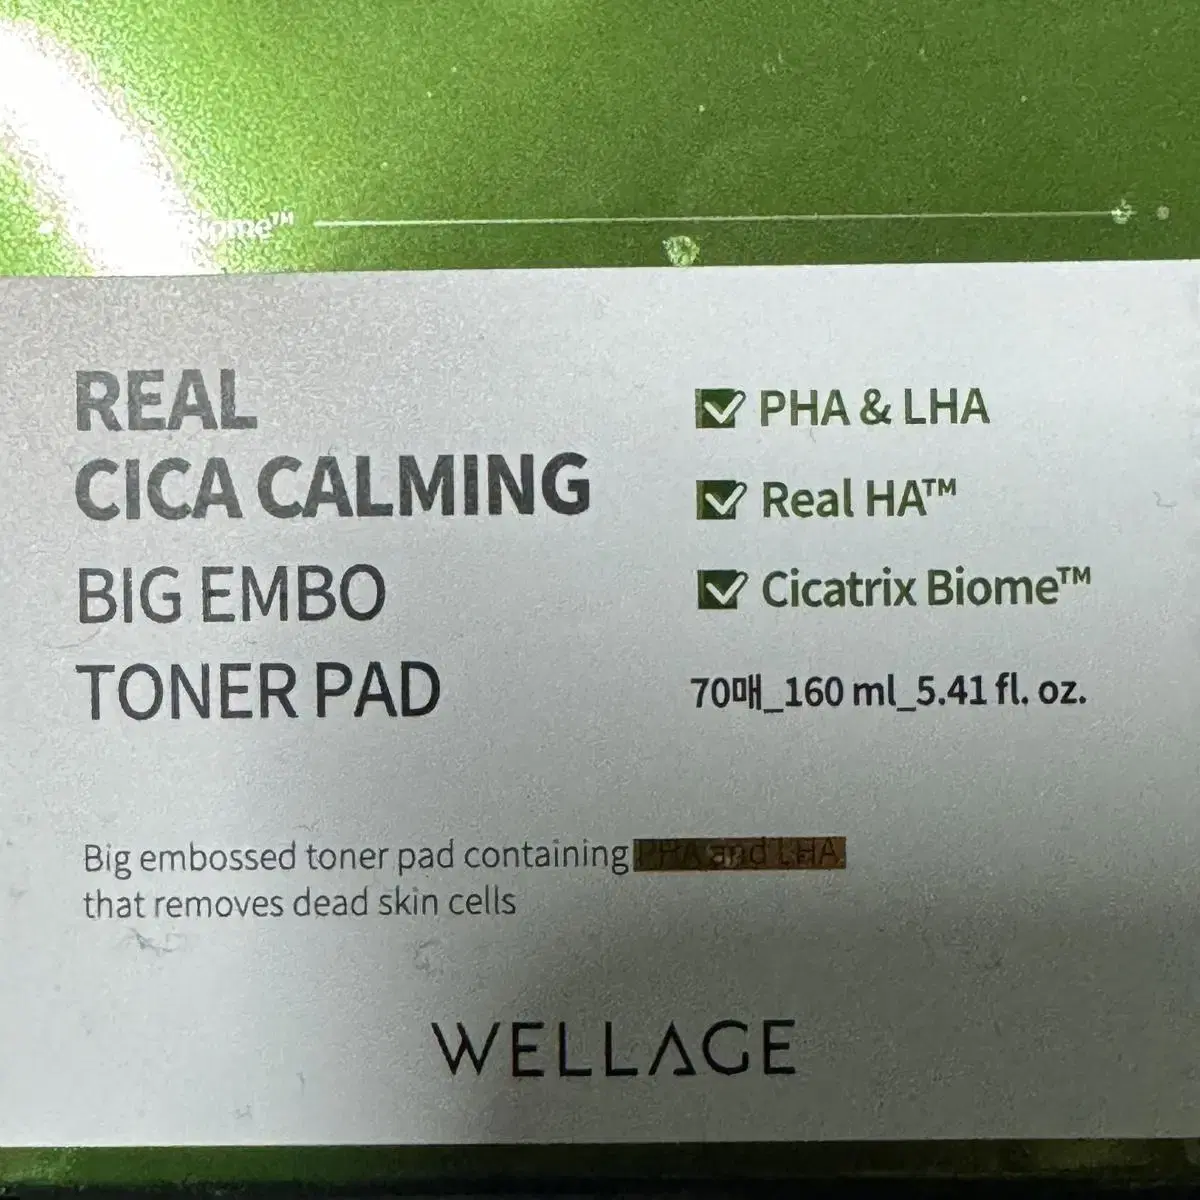 Biome™
REAL
CICA CALMING
BIG EMBO
TONER PAD
PHA & LHA
Real HA™
Cicatrix Biome™
70매_160 ml_5.41 fl. oz.
Big embossed toner pad containing PHA and LHA
that removes dead skin cells
WELLAGE